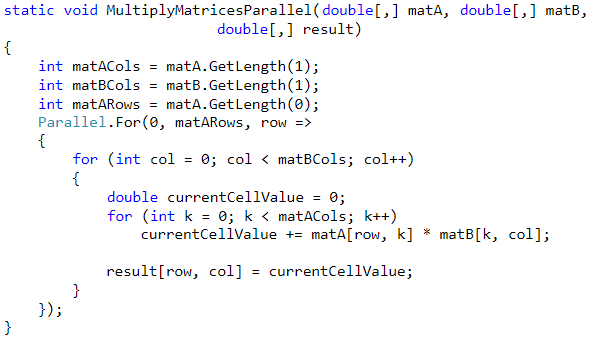 static void MultiplyMatricesParallel(double[,] matA, double[,] matB,
                        double[,] result)
{
    int matACols = matA.GetLength(1);
    int matBCols = matB.GetLength(1);
    int matARows = matA.GetLength(0);
    Parallel.For(0, matARows, row =>
    {
        for (int col = 0; col < matBCols; col++)
        {
            double currentCellValue = 0;
            for (int k = 0; k < matACols; k++)
                currentCellValue += matA[row, k] * matB[k, col];

            result[row, col] = currentCellValue;
        }
    });
}